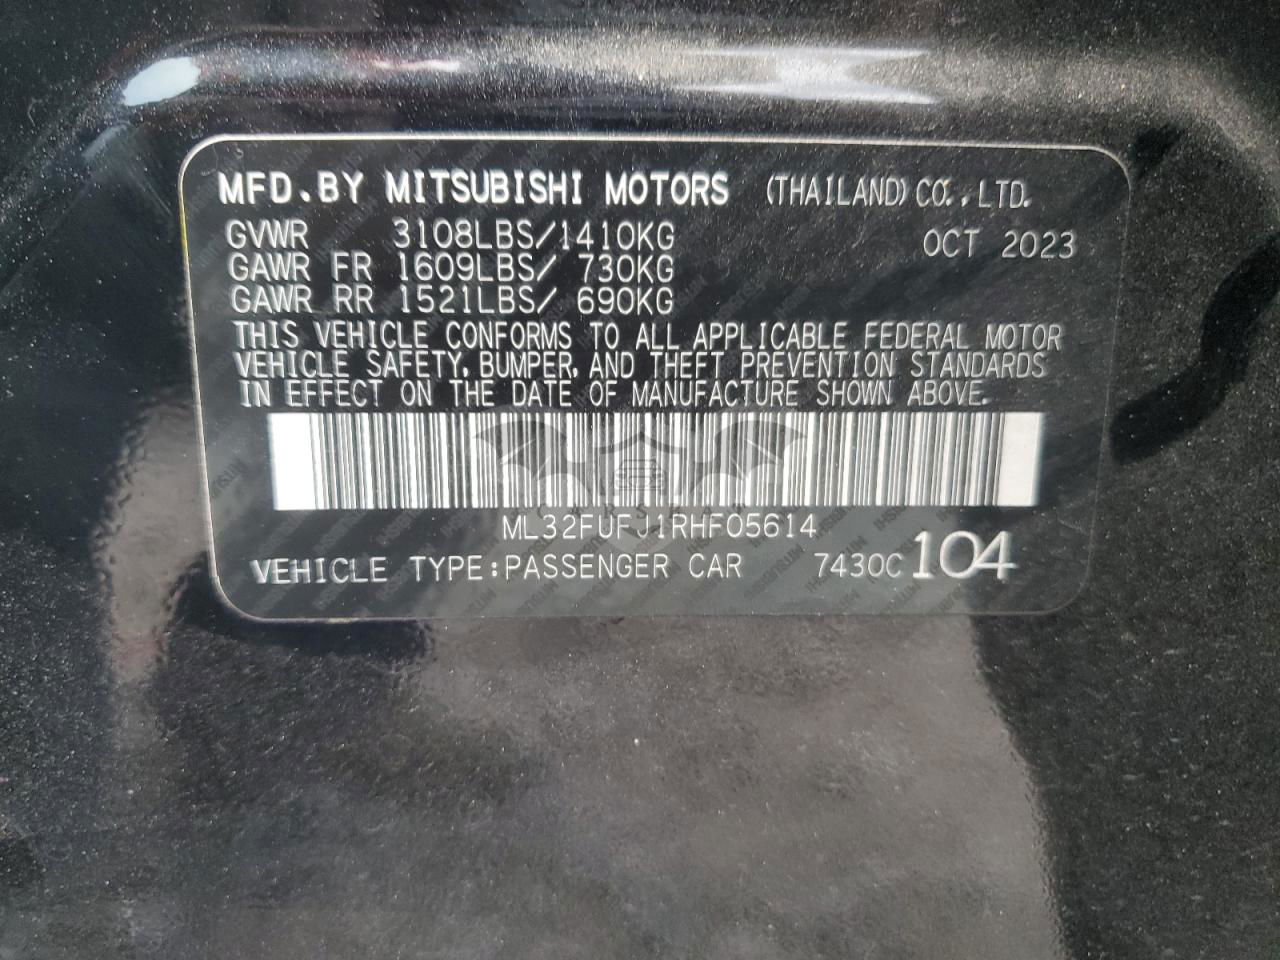 MFD.BY MITSUBISHI MOTORS (THAILAND) CO.,LTD.
GVWR 3108LBS/1410KG OCT 2023
GAWR FR 1609LBS/ 730KG
GAWR RR 1521LBS/ 690KG
THIS VEHICLE CONFORMS TO ALL APPLICABLE FEDERAL MOTOR
VEHICLE SAFETY, BUMPER, AND THEFT PREVENTION STANDARDS
IN EFFECT ON THE DATE OF MANUFACTURE SHOWN ABOVE.
ML32FUFJ1RHF05614
VEHICLE TYPE:PASSENGER CAR 7430C 104